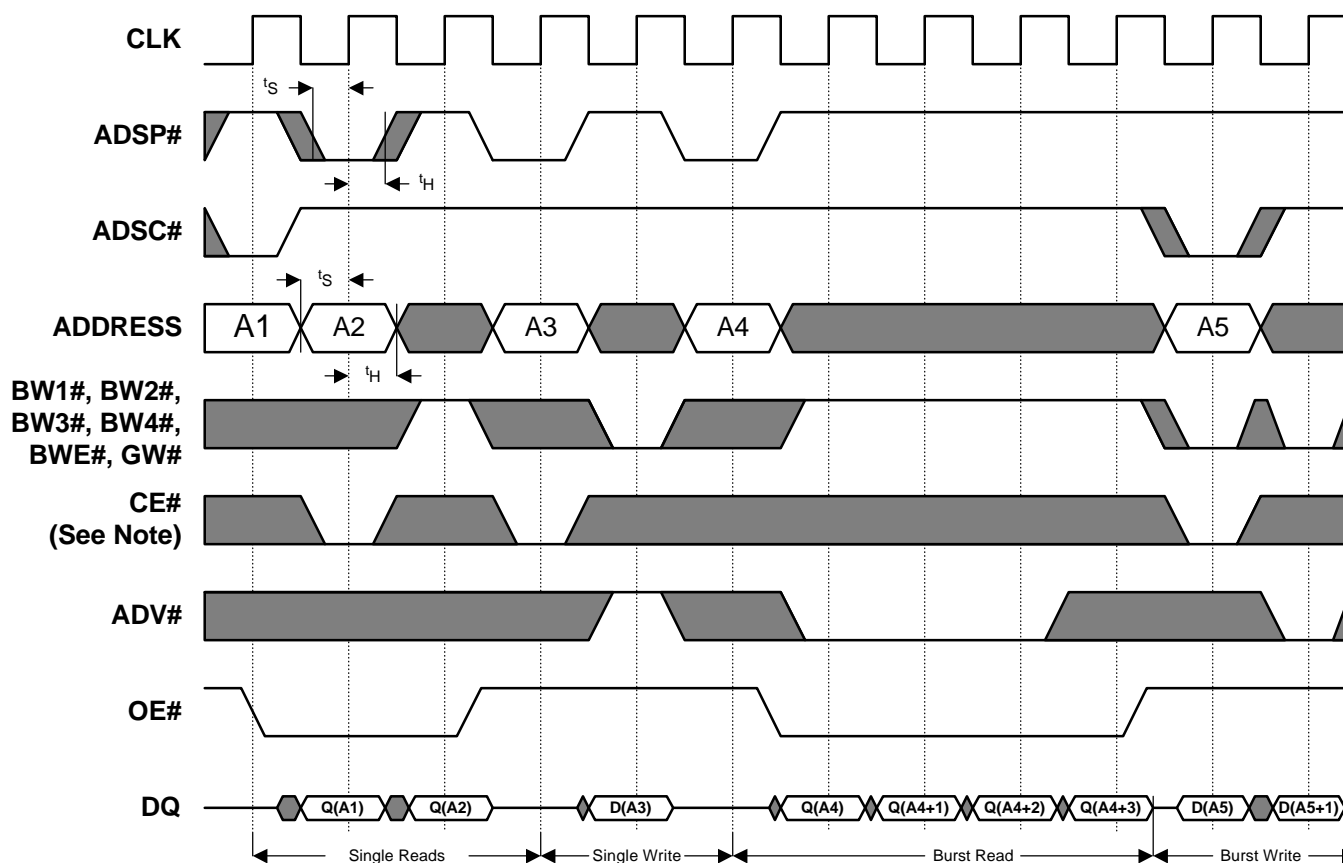 CLK
tS
ADSP#
tH
ADSC#
tS
ADDRESS A1 A2 A3 A4 A5
tH
BW1#, BW2#,
BW3#, BW4#,
BWE#, GW#
CE#
(See Note)
ADV#
OE#
DQ Q(A1) Q(A2) D(A3) Q(A4) Q(A4+1) Q(A4+2) Q(A4+3) D(A5) D(A5+1)
Single Reads Single Write Burst Read Burst Write